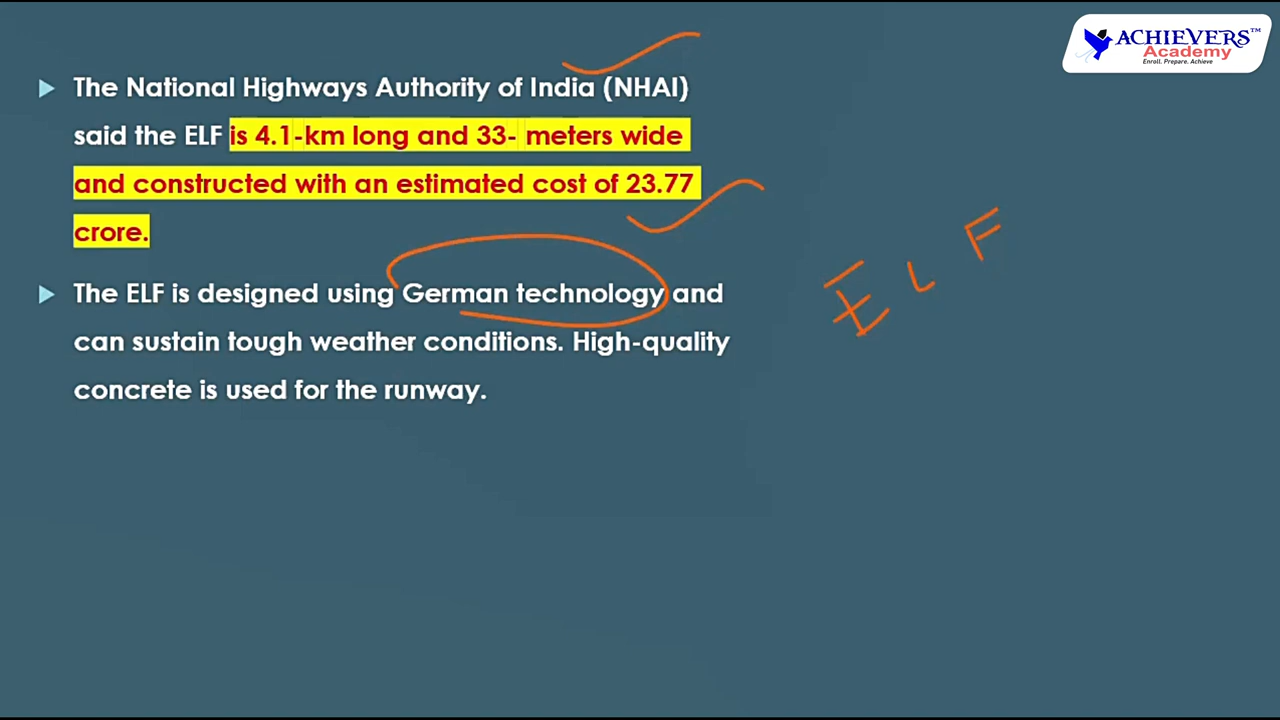 ACHIEVERS™
Academy
Enroll. Prepare. Achieve
The National Highways Authority of India (NHAI)
said the ELF is 4.1-km long and 33- meters wide
and constructed with an estimated cost of 23.77
crore.
The ELF is designed using German technology and
can sustain tough weather conditions. High-quality
concrete is used for the runway.
ELF